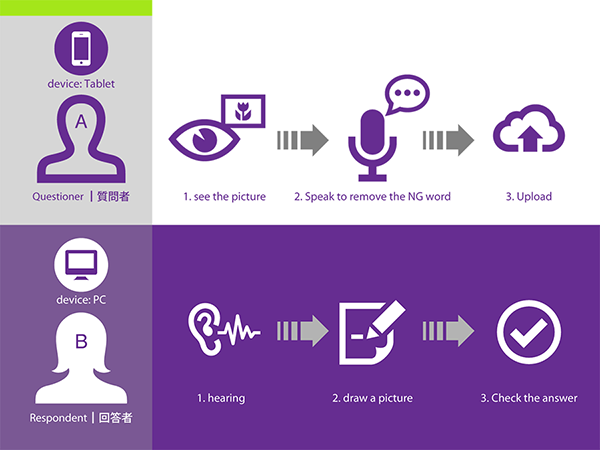 device: Tablet
A
Questioner | 質問者
1. see the picture
2. Speak to remove the NG word
3. Upload
device: PC
B
Respondent | 回答者
1. hearing
2. draw a picture
3. Check the answer